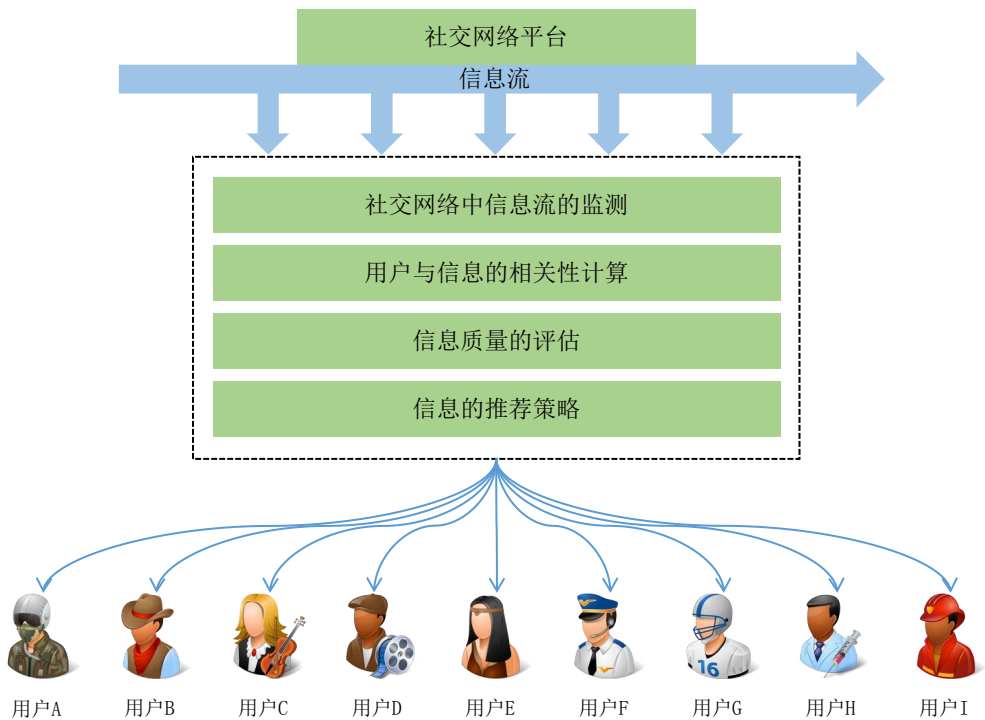 社交网络平台
信息流
社交网络中信息流的监测
用户与信息的相关性计算
信息质量的评估
信息的推荐策略
16
用户A 用户B 用户C 用户D 用户E 用户F 用户G 用户H 用户I